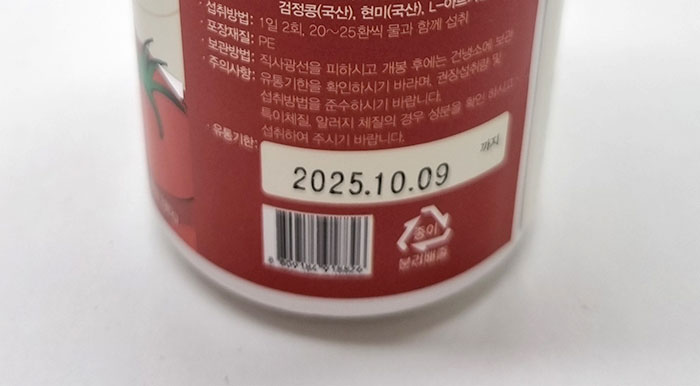 검정콩(국산), 현미(국산), L-아르
· 섭취방법: 1일 2회, 20~25환씩 물과 함께 섭취
· 포장재질: PE
· 보관방법: 직사광선을 피하시고 개봉 후에는 건냉소에 보관
· 주의사항: 유통기한을 확인하시기 바라며, 권장섭취량 및
섭취방법을 준수하시기 바랍니다.
특이체질, 알러지 체질의 경우 성분을 확인 하시고
섭취하여 주시기 바랍니다.
· 유통기한:
까지
2025.10.09
종이
분리배출